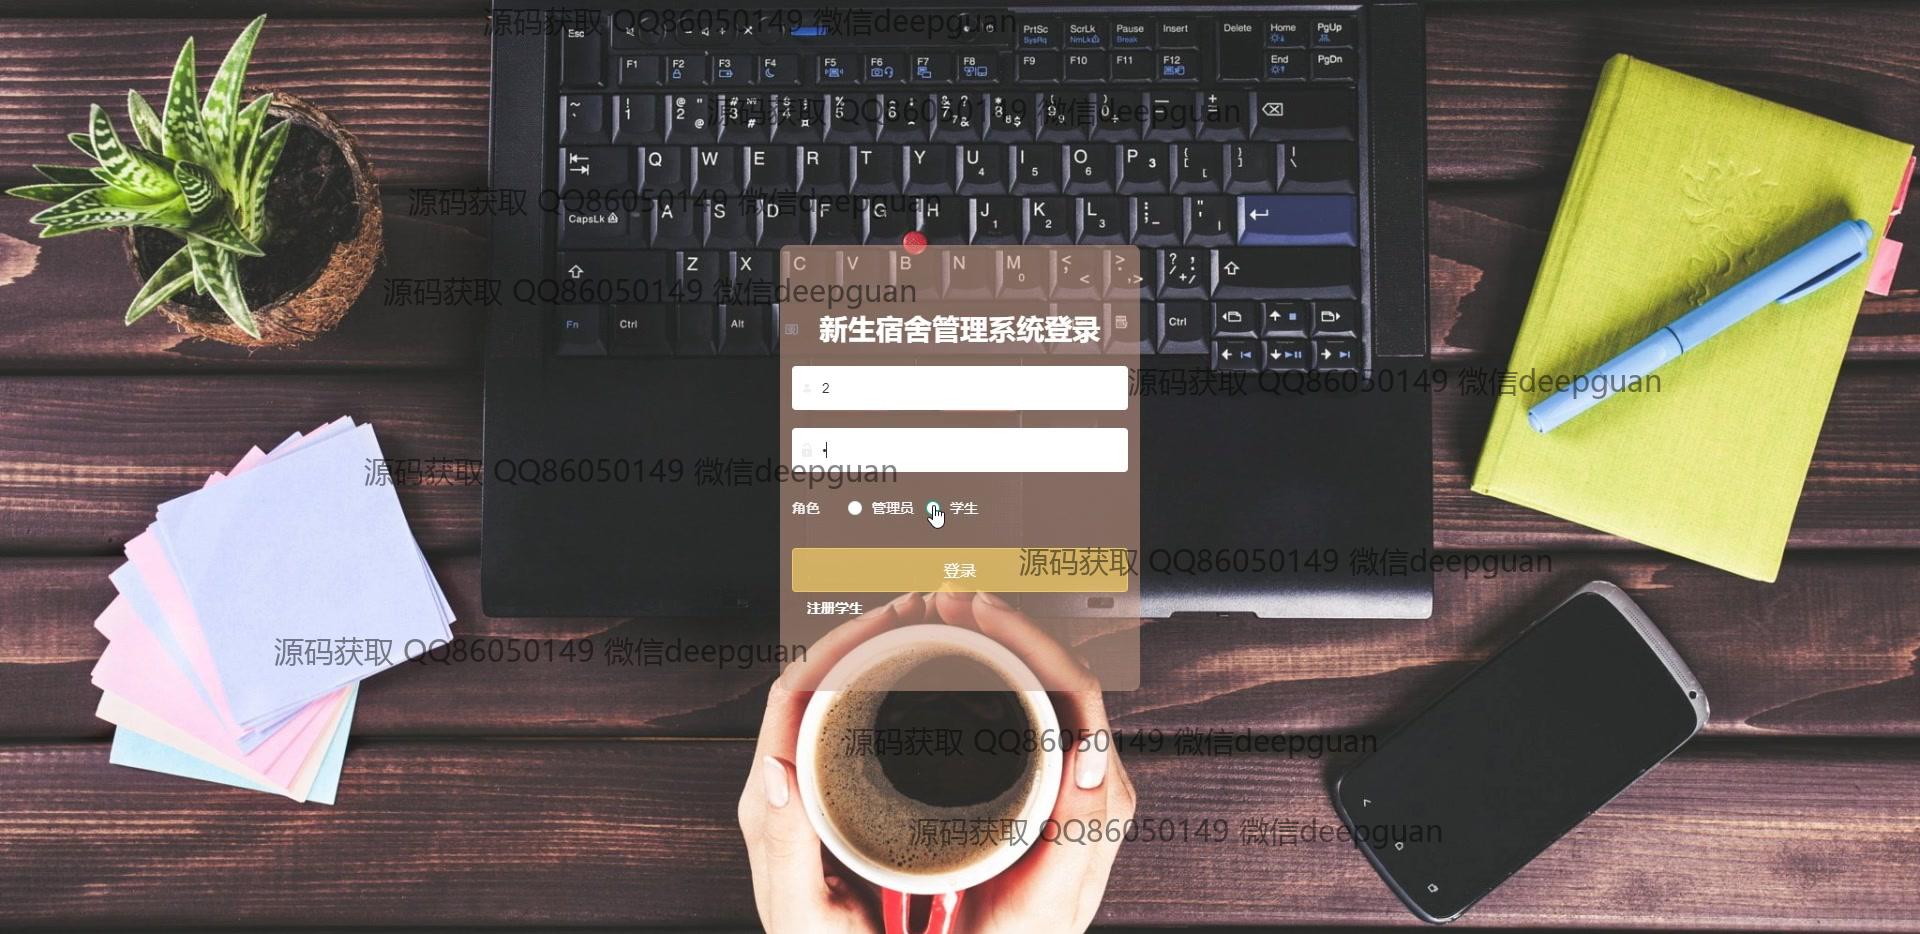 源码获取 QQ86050149 微信deepguan
Esc PrtSc SysRq ScrLk NmLk Pause Break Insert Delete Home PgUp
F1 F2 F3 F4 F5 F6 F7 F8 F9 F10 F11 F12 End PgDn
源码获取 QQ86050149 微信deepguan
Q W E R T Y U 4 I 5 O 6 P 3
源码获取 QQ86050149 微信deepguan
CapsLk A S D F G H J 1 K 2 L 3
Z X C V B N M 0
源码获取 QQ86050149 微信deepguan
Fn Ctrl Alt Ctrl
新生宿舍管理系统登录
源码获取 QQ86050149 微信deepguan
2
源码获取 QQ86050149 微信deepguan
角色 管理员 学生
源码获取 QQ86050149 微信deepguan
登录
注册学生
源码获取 QQ86050149 微信deepguan
源码获取 QQ86050149 微信deepguan
源码获取 QQ86050149 微信deepguan